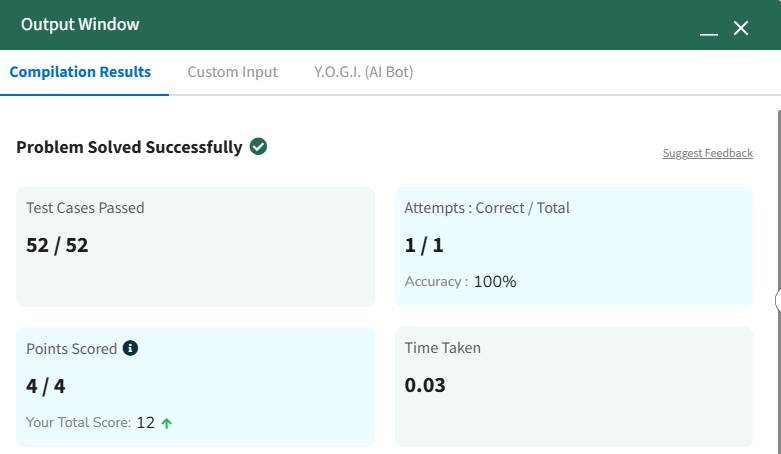 Output Window
Compilation Results
Custom Input
Y.O.G.I. (AI Bot)
Problem Solved Successfully
Suggest Feedback
Test Cases Passed
52 / 52
Attempts : Correct / Total
1 / 1
Accuracy : 100%
Points Scored
4 / 4
Your Total Score: 12
Time Taken
0.03